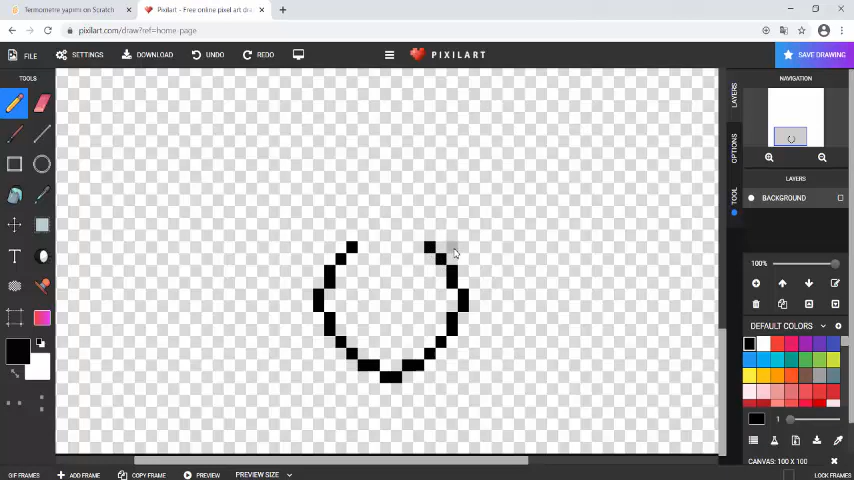 Termometre yapımı on Scratch
Pixilart - Free online pixel art dra
pixilart.com/draw?ref=home-page
FILE
SETTINGS
DOWNLOAD
UNDO
REDO
PIXILART
SAVE DRAWING
TOOLS
NAVIGATION
LAYERS
OPTIONS
TOOL
LAYERS
BACKGROUND
100%
DEFAULT COLORS
1
CANVAS: 100 X 100
GIF FRAMES
ADD FRAME
COPY FRAME
PREVIEW
PREVIEW SIZE
LOCK FRAMES